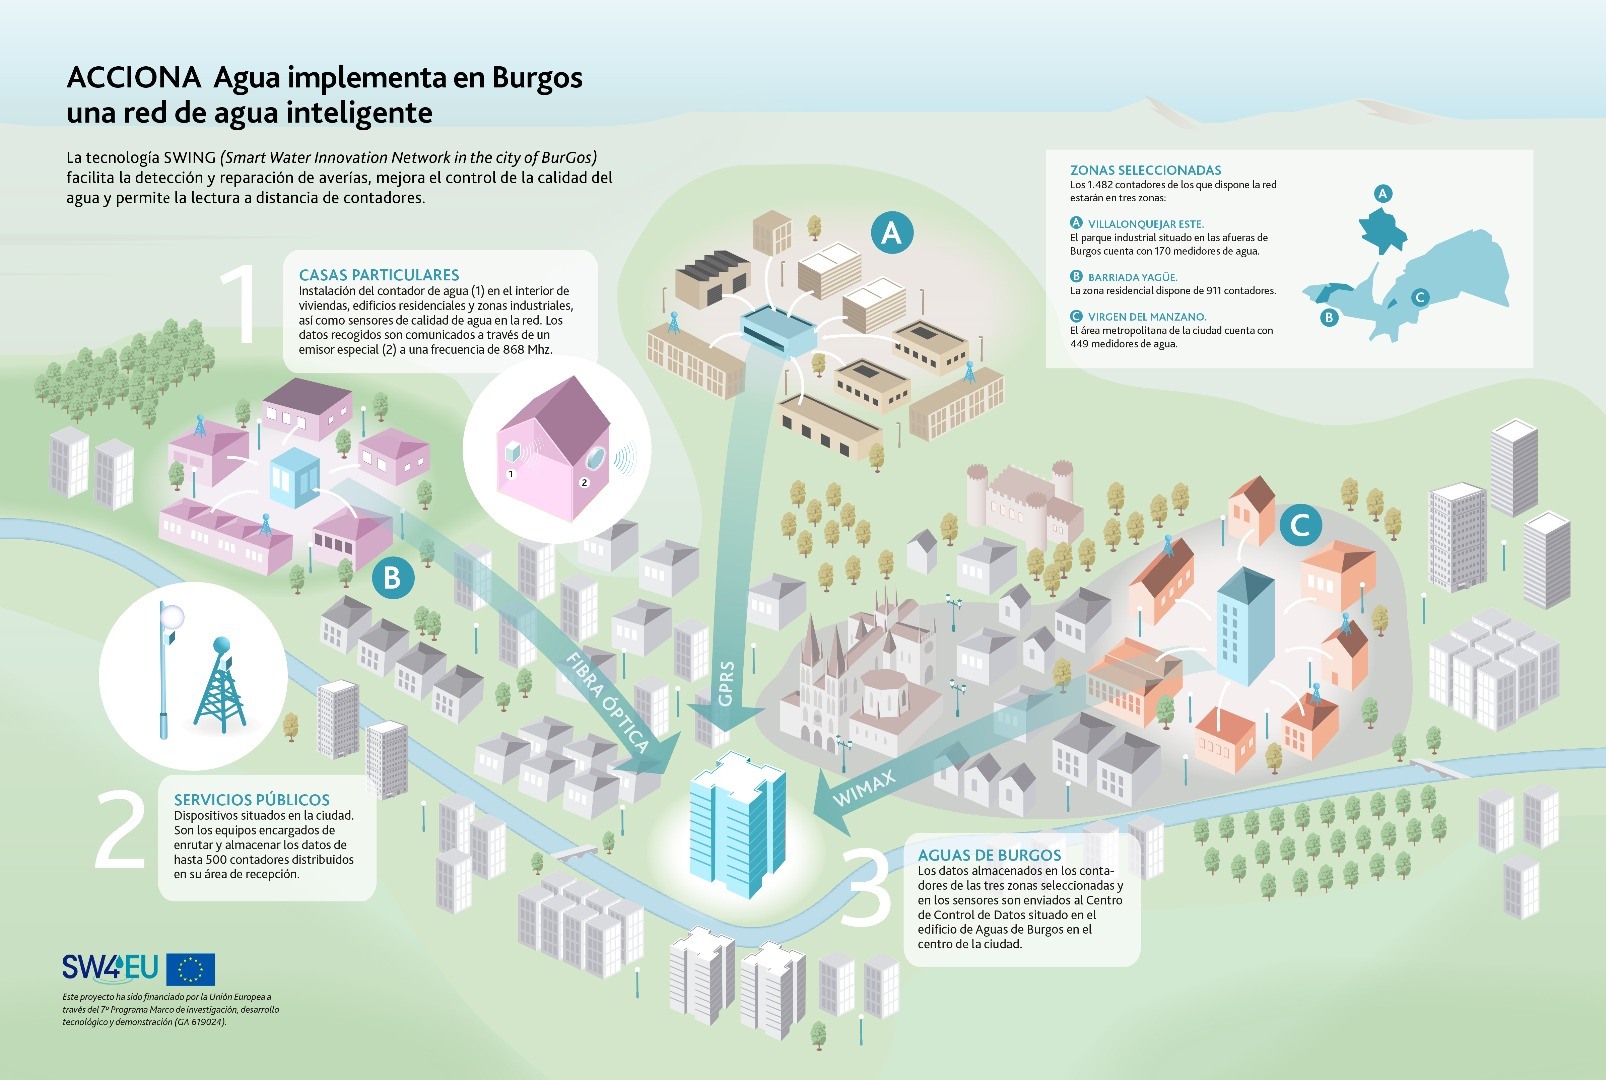 ACCIONA Agua implementa en Burgos
una red de agua inteligente
La tecnología SWING (Smart Water Innovation Network in the city of BurGos)
facilita la detección y reparación de averías, mejora el control de la calidad del
agua y permite la lectura a distancia de contadores.
1
CASAS PARTICULARES
Instalación del contador de agua (1) en el interior de
viviendas, edificios residenciales y zonas industriales,
así como sensores de calidad de agua en la red. Los
datos recogidos son comunicados a través de un
emisor especial (2) a una frecuencia de 868 Mhz.
1
2
A
ZONAS SELECCIONADAS
Los 1.482 contadores de los que dispone la red
estarán en tres zonas:
A VILLALONQUEJAR ESTE.
El parque industrial situado en las afueras de
Burgos cuenta con 170 medidores de agua.
B BARRIADA YAGÜE.
La zona residencial dispone de 911 contadores.
C VIRGEN DEL MANZANO.
El área metropolitana de la ciudad cuenta con
449 medidores de agua.
A
B
C
B
C
FIBRA ÓPTICA
GPRS
WIMAX
2
SERVICIOS PÚBLICOS
Dispositivos situados en la ciudad.
Son los equipos encargados de
enrutar y almacenar los datos de
hasta 500 contadores distribuidos
en su área de recepción.
3
AGUAS DE BURGOS
Los datos almacenados en los conta-
dores de las tres zonas seleccionadas y
en los sensores son enviados al Centro
de Control de Datos situado en el
edificio de Aguas de Burgos en el
centro de la ciudad.
SW4EU
Este proyecto ha sido financiado por la Unión Europea a
través del 7º Programa Marco de investigación, desarrollo
tecnológico y demonstración (GA 619024).